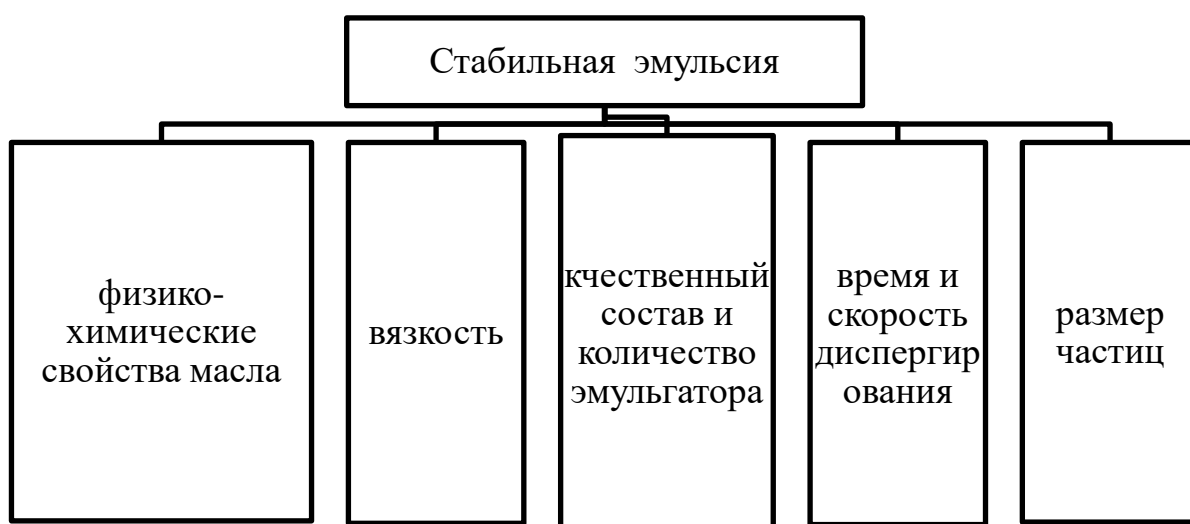 Стабильная эмульсия
физико-
химические
свойства масла
вязкость
кчественный
состав и
количество
эмульгатора
время и
скорость
диспергир
ования
размер
частиц